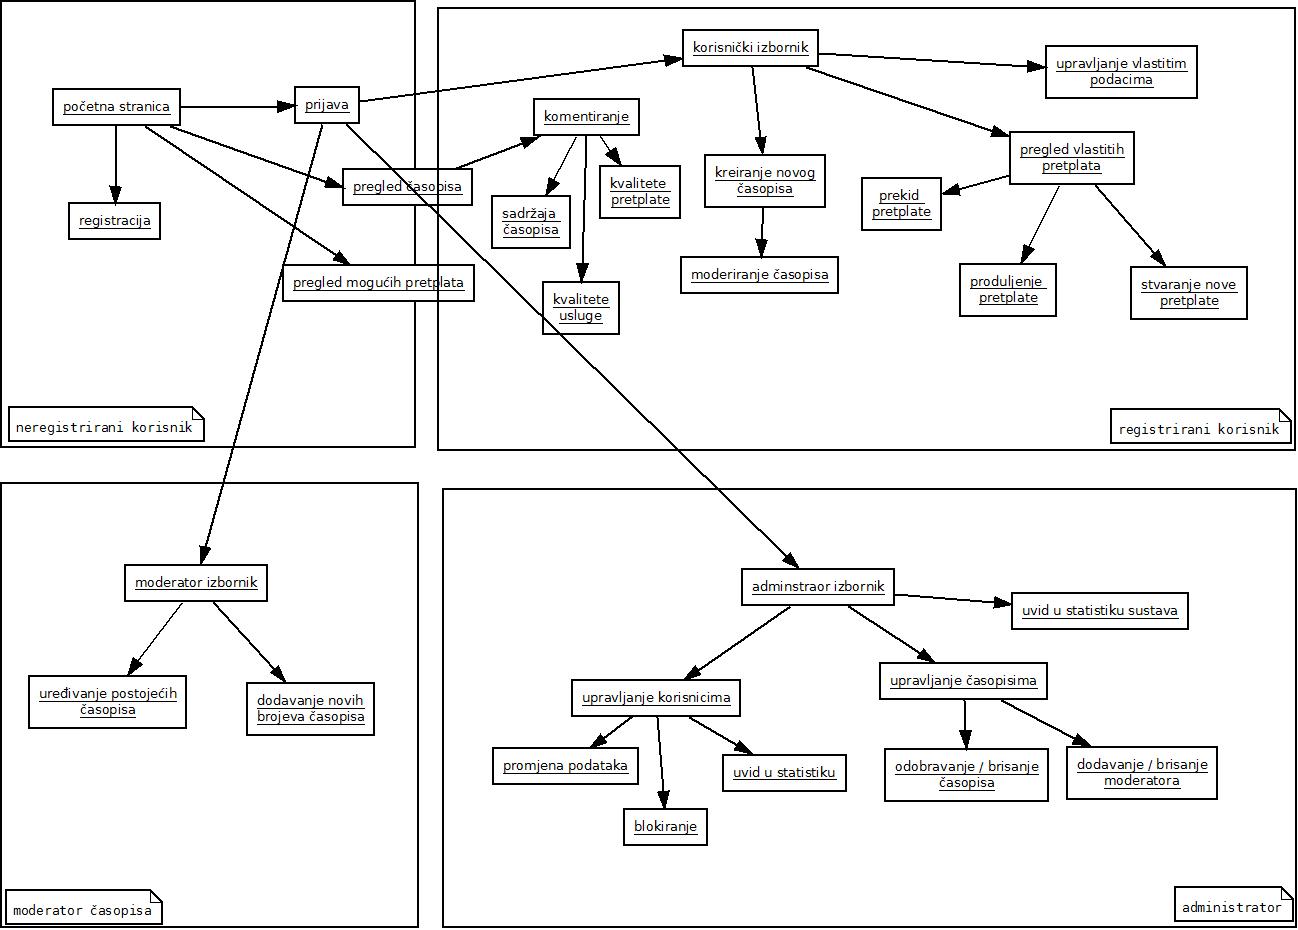 početna stranica
prijava
registracija
pregled časopisa
pregled mogućih pretplata
neregistrirani korisnik
korisnički izbornik
upravljanje vlastitim
podacima
komentiranje
sadržaja
časopisa
kvalitete
pretplate
kvalitete
usluge
kreiranje novog
časopisa
moderiranje časopisa
pregled vlastitih
pretplata
prekid
pretplate
produljenje
pretplate
stvaranje nove
pretplate
registrirani korisnik
moderator izbornik
uređivanje postojećih
časopisa
dodavanje novih
brojeva časopisa
moderator časopisa
adminstraor izbornik
uvid u statistiku sustava
upravljanje korisnicima
upravljanje časopisima
promjena podataka
blokiranje
uvid u statistiku
odobravanje / brisanje
časopisa
dodavanje / brisanje
moderatora
administrator